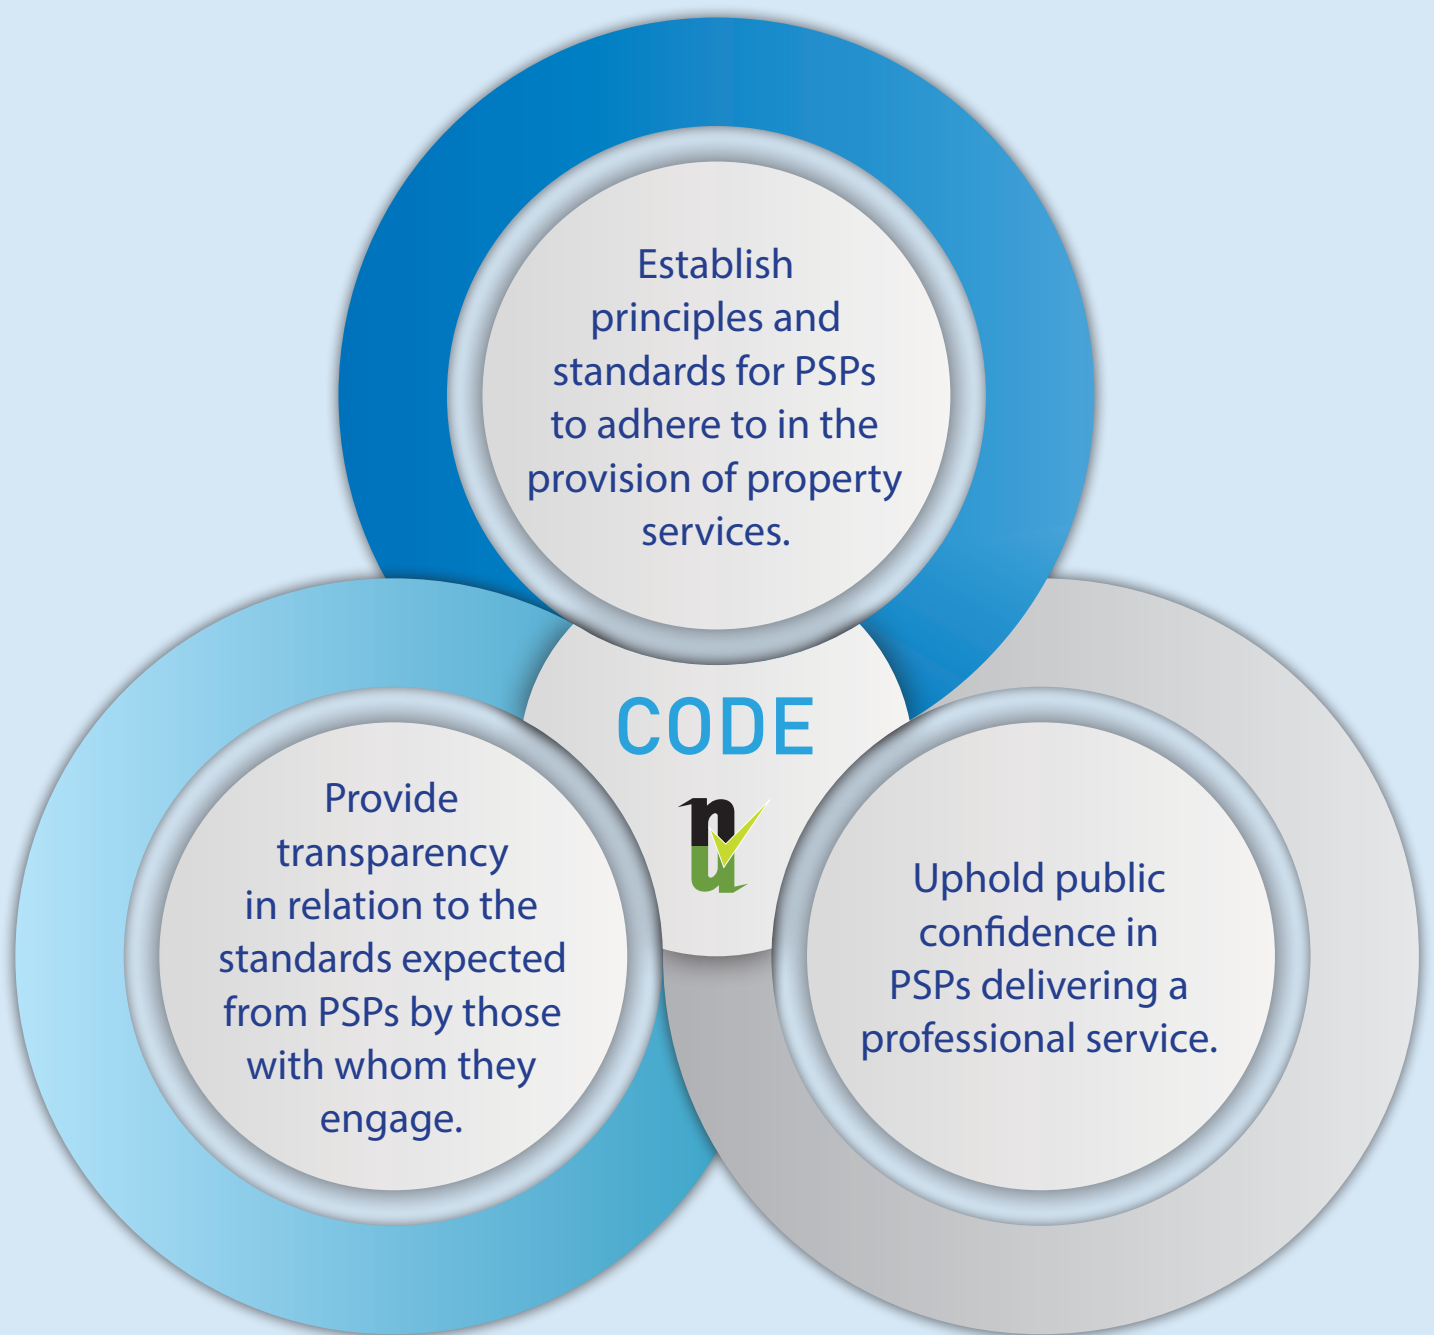 Establish
principles and
standards for PSPs
to adhere to in the
provision of property
services.
CODE
Provide
transparency
in relation to the
standards expected
from PSPs by those
with whom they
engage.
Uphold public
confidence in
PSPs delivering a
professional service.